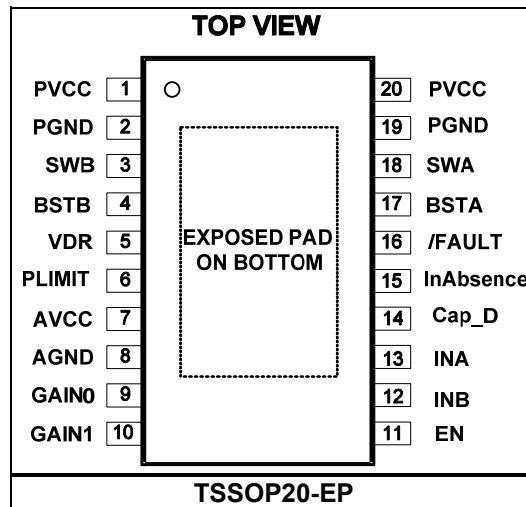 TOP VIEW
PVCC 1 20 PVCC
PGND 2 19 PGND
SWB 3 18 SWA
BSTB 4 17 BSTA
VDR 5 EXPOSED PAD 16 /FAULT
PLIMIT 6 ON BOTTOM 15 InAbsence
AVCC 7 14 Cap_D
AGND 8 13 INA
GAIN0 9 12 INB
GAIN1 10 11 EN
TSSOP20-EP